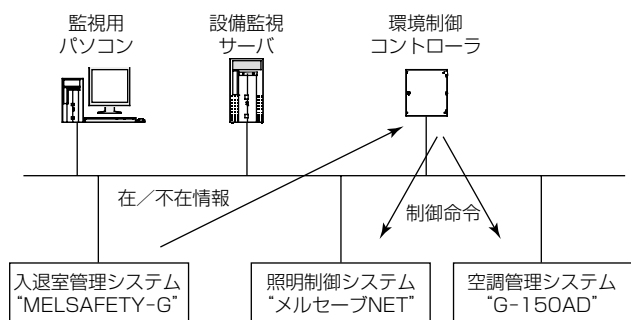 監視用
パソコン
設備監視
サーバ
環境制御
コントローラ
在／不在情報
制御命令
入退室管理システム
“MELSAFETY-G”
照明制御システム
“メルセーブNET”
空調管理システム
“G-150AD”